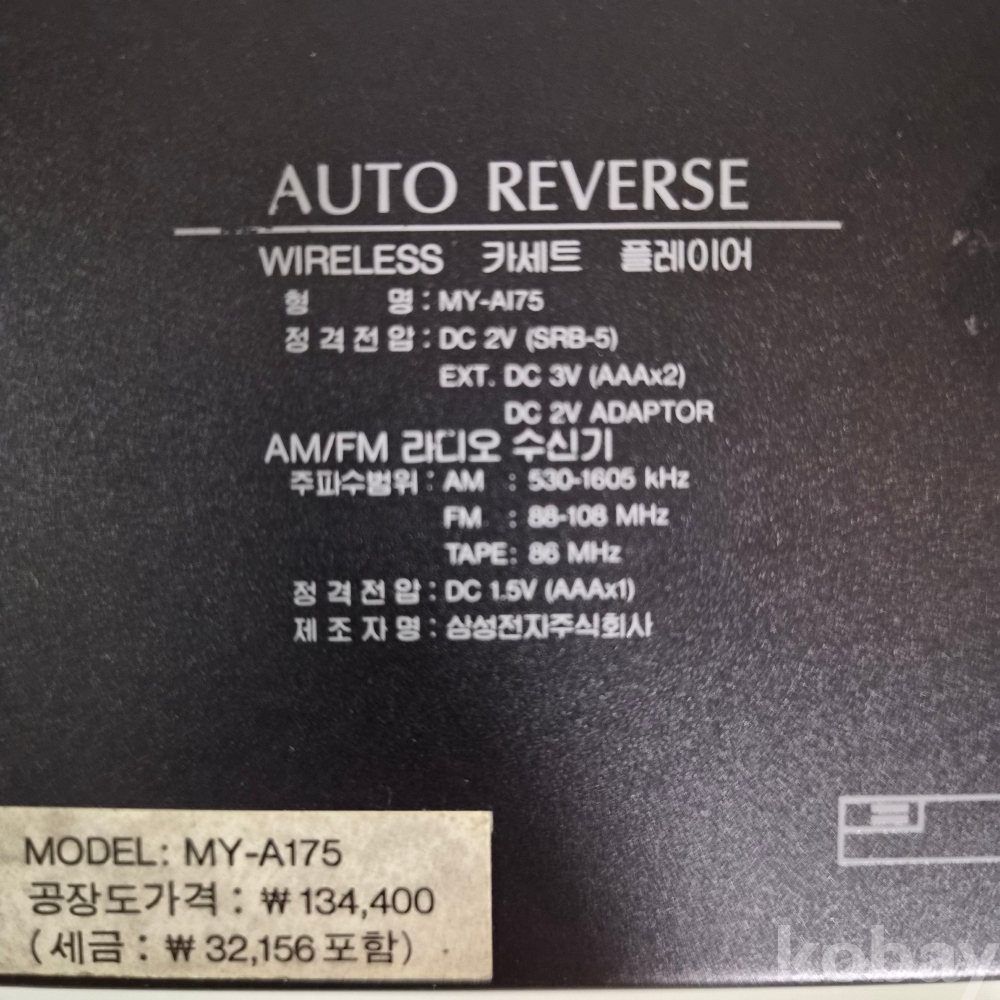 AUTO REVERSE
WIRELESS 카세트 플레이어
형 명 : MY-A175
정격전압 : DC 2V (SRB-5)
EXT. DC 3V (AAAx2)
DC 2V ADAPTOR
AM/FM 라디오 수신기
주파수범위 : AM : 530-1605 kHz
FM : 88-108 MHz
TAPE : 86 MHz
정격전압 : DC 1.5V (AAAx1)
제조자명 : 삼성전자주식회사
MODEL: MY-A175
공장도가격 : ₩134,400
(세금 : ₩32,156포함)
kobay